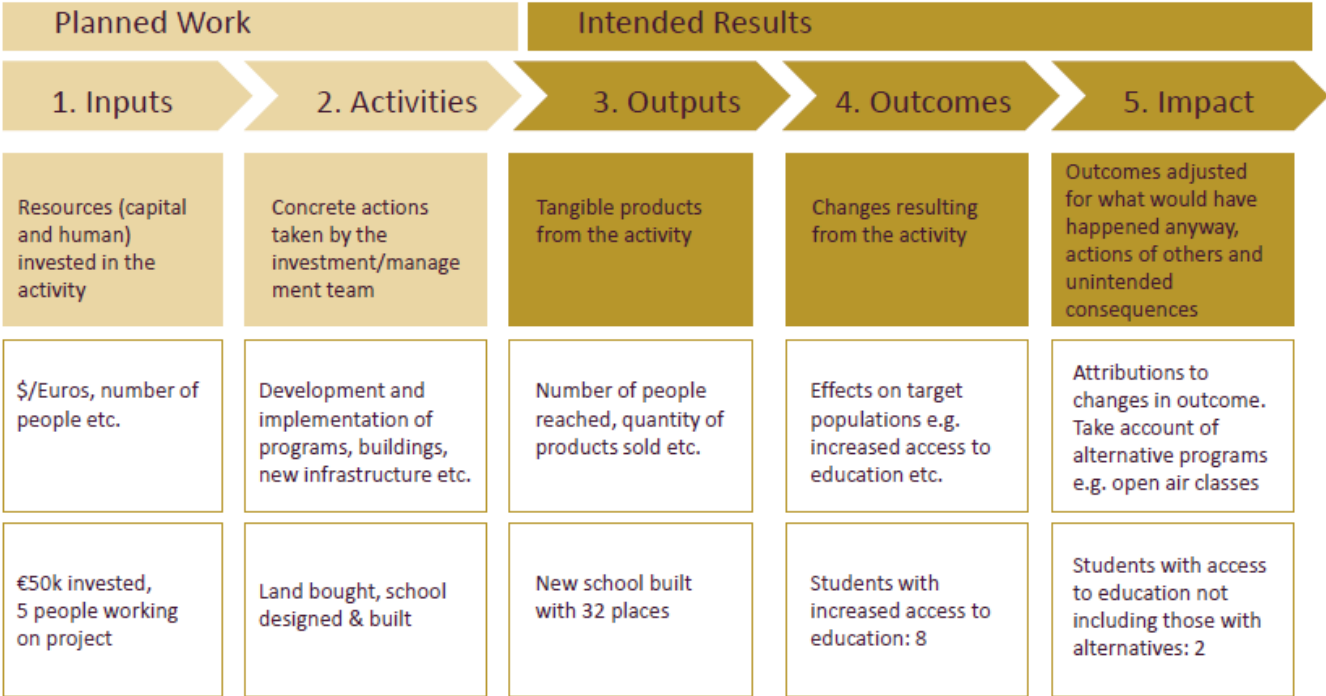 Planned Work
Intended Results
1. Inputs
2. Activities
3. Outputs
4. Outcomes
5. Impact
Resources (capital
and human)
invested in the
activity
Concrete actions
taken by the
investment/manage
ment team
Tangible products
from the activity
Changes resulting
from the activity
Outcomes adjusted
for what would have
happened anyway,
actions of others and
unintended
consequences
$/Euros, number of
people etc.
Development and
implementation of
programs, buildings,
new infrastructure etc.
Number of people
reached, quantity of
products sold etc.
Effects on target
populations e.g.
increased access to
education etc.
Attributions to
changes in outcome.
Take account of
alternative programs
e.g. open air classes
€50k invested,
5 people working
on project
Land bought, school
designed & built
New school built
with 32 places
Students with
increased access to
education: 8
Students with access
to education not
including those with
alternatives: 2